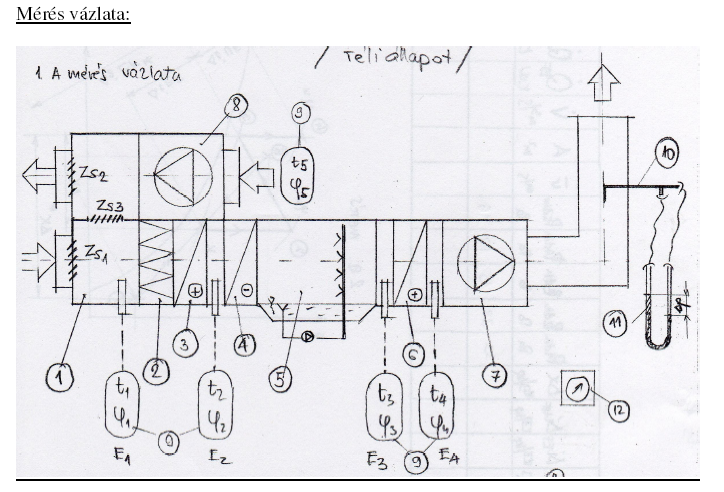 Mérés vázlata:
/ Téli állapot /
1. A mérés vázlata
8
9
t5
φ5
10
Zs2
Zs3
Zs1
+
-
+
Δp
11
1
2
3
4
5
6
7
12
t1
φ1
9
t2
φ2
t3
φ3
9
t4
φ4
E1
E2
E3
E4